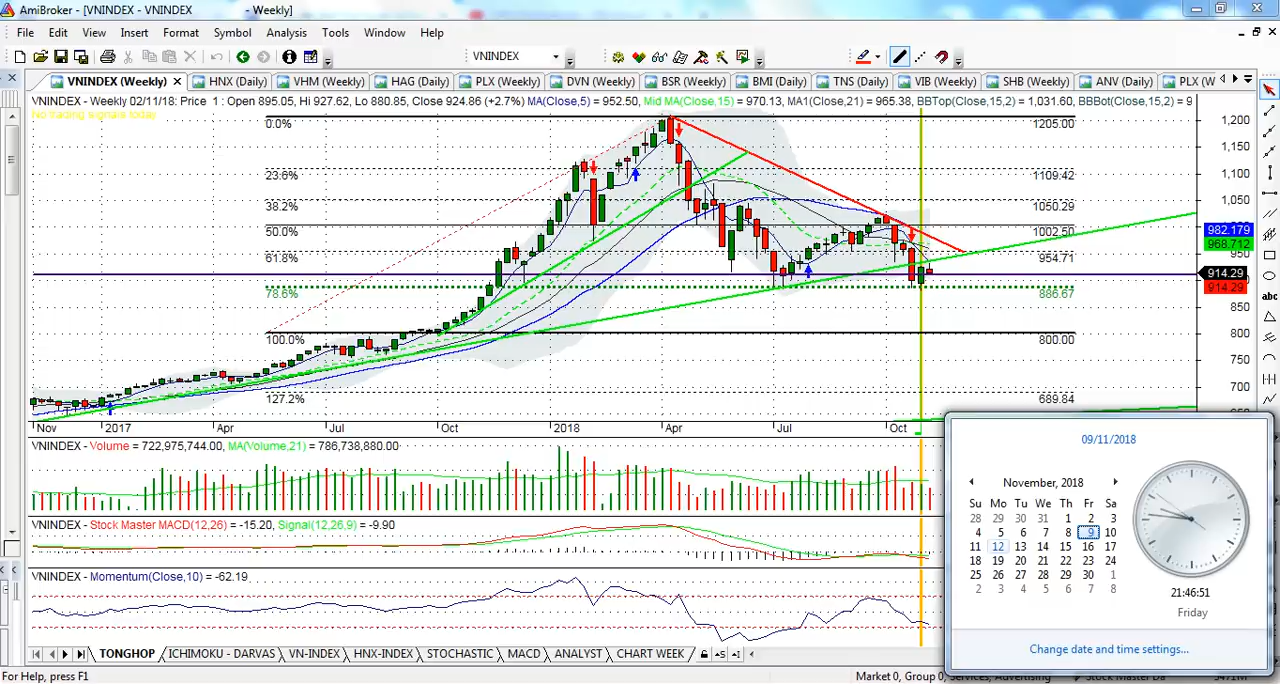 AmiBroker - [VNINDEX - VNINDEX - Weekly]
File Edit View Insert Format Symbol Analysis Tools Window Help
VNINDEX
VNINDEX (Weekly) HNX (Daily) VHM (Weekly) HAG (Daily) PLX (Weekly) DVN (Weekly) BSR (Weekly) BMI (Daily) TNS (Daily) VIB (Weekly) SHB (Weekly) ANV (Daily) PLX (W
VNINDEX - Weekly 02/11/18: Price 1 : Open 895.05, Hi 927.62, Lo 880.85, Close 924.86 (+2.7%) MA(Close,5) = 952.50, Mid MA(Close,15) = 970.13, MA1(Close,21) = 965.38, BBTop(Close,15,2) = 1,031.60, BBBot(Close,15,2) = 9
No trading signals today
0.0% 1205.00 1,200
1,150
23.6% 1109.42 1,100
38.2% 1050.29 1,050
50.0% 1002.50
982.179
968.712
61.8% 954.71
914.29
914.29
78.6% 886.67
850
100.0% 800.00 800
750
127.2% 689.84 700
Nov 2017 Apr Jul Oct 2018 Apr Jul Oct
VNINDEX - Volume = 722,975,744.00, MA(Volume,21) = 786,738,880.00
VNINDEX - Stock Master MACD(12,26) = -15.20, Signal(12,26,9) = -9.90
VNINDEX - Momentum(Close,10) = -62.19
TONGHOP ICHIMOKU - DARVAS VN-INDEX HNX-INDEX STOCHASTIC MACD ANALYST CHART WEEK
For Help, press F1
Market 0, Group 0,
09/11/2018
November, 2018
Su Mo Tu We Th Fr Sa
28 29 30 31 1 2 3
4 5 6 7 8 9 10
11 12 13 14 15 16 17
18 19 20 21 22 23 24
25 26 27 28 29 30 1
2 3 4 5 6 7 8
21:46:51
Friday
Change date and time settings...